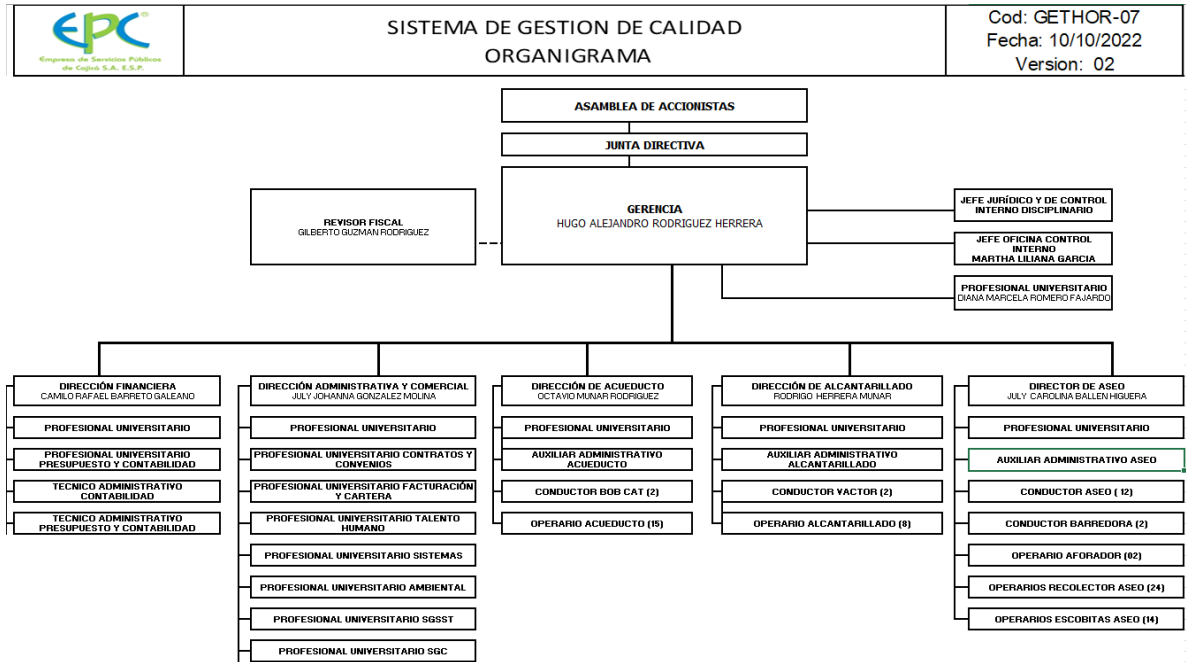 EPC
Empresa de Servicios Públicos
de Cajicá S.A. E.S.P.
SISTEMA DE GESTION DE CALIDAD
ORGANIGRAMA
Cod: GETHOR-07
Fecha: 10/10/2022
Version: 02
ASAMBLEA DE ACCIONISTAS
JUNTA DIRECTIVA
GERENCIA
HUGO ALEJANDRO RODRIGUEZ HERRERA
REVISOR FISCAL
GILBERTO GUZMAN RODRIGUEZ
JEFE JURÍDICO Y DE CONTROL
INTERNO DISCIPLINARIO
JEFE OFICINA CONTROL
INTERNO
MARTHA LILIANA GARCIA
PROFESIONAL UNIVERSITARIO
DIANA MARCELA ROMERO FAJARDO
DIRECCIÓN FINANCIERA
CAMILO RAFAEL BARRETO GALEANO
PROFESIONAL UNIVERSITARIO
PROFESIONAL UNIVERSITARIO
PRESUPUESTO Y CONTABILIDAD
TECNICO ADMINISTRATIVO
CONTABILIDAD
TECNICO ADMINISTRATIVO
PRESUPUESTO Y CONTABILIDAD
DIRECCIÓN ADMINISTRATIVA Y COMERCIAL
JULY JOHANNA GONZALEZ MOLINA
PROFESIONAL UNIVERSITARIO
PROFESIONAL UNIVERSITARIO CONTRATOS Y
CONVENIOS
PROFESIONAL UNIVERSITARIO FACTURACIÓN
Y CARTERA
PROFESIONAL UNIVERSITARIO TALENTO
HUMANO
PROFESIONAL UNIVERSITARIO SISTEMAS
PROFESIONAL UNIVERSITARIO AMBIENTAL
PROFESIONAL UNIVERSITARIO SGSST
PROFESIONAL UNIVERSITARIO SGC
DIRECCIÓN DE ACUEDUCTO
OCTAVIO MUNAR RODRIGUEZ
PROFESIONAL UNIVERSITARIO
AUXILIAR ADMINISTRATIVO
ACUEDUCTO
CONDUCTOR BOB CAT (2)
OPERARIO ACUEDUCTO (15)
DIRECCIÓN DE ALCANTARILLADO
RODRIGO HERRERA MUNAR
PROFESIONAL UNIVERSITARIO
AUXILIAR ADMINISTRATIVO
ALCANTARILLADO
CONDUCTOR VACTOR (2)
OPERARIO ALCANTARILLADO (8)
DIRECTOR DE ASEO
JULY CAROLINA BALLEN HIGUERA
PROFESIONAL UNIVERSITARIO
AUXILIAR ADMINISTRATIVO ASEO
CONDUCTOR ASEO ( 12)
CONDUCTOR BARREDORA (2)
OPERARIO AFORADOR (02)
OPERARIOS RECOLECTOR ASEO (24)
OPERARIOS ESCOBITAS ASEO (14)